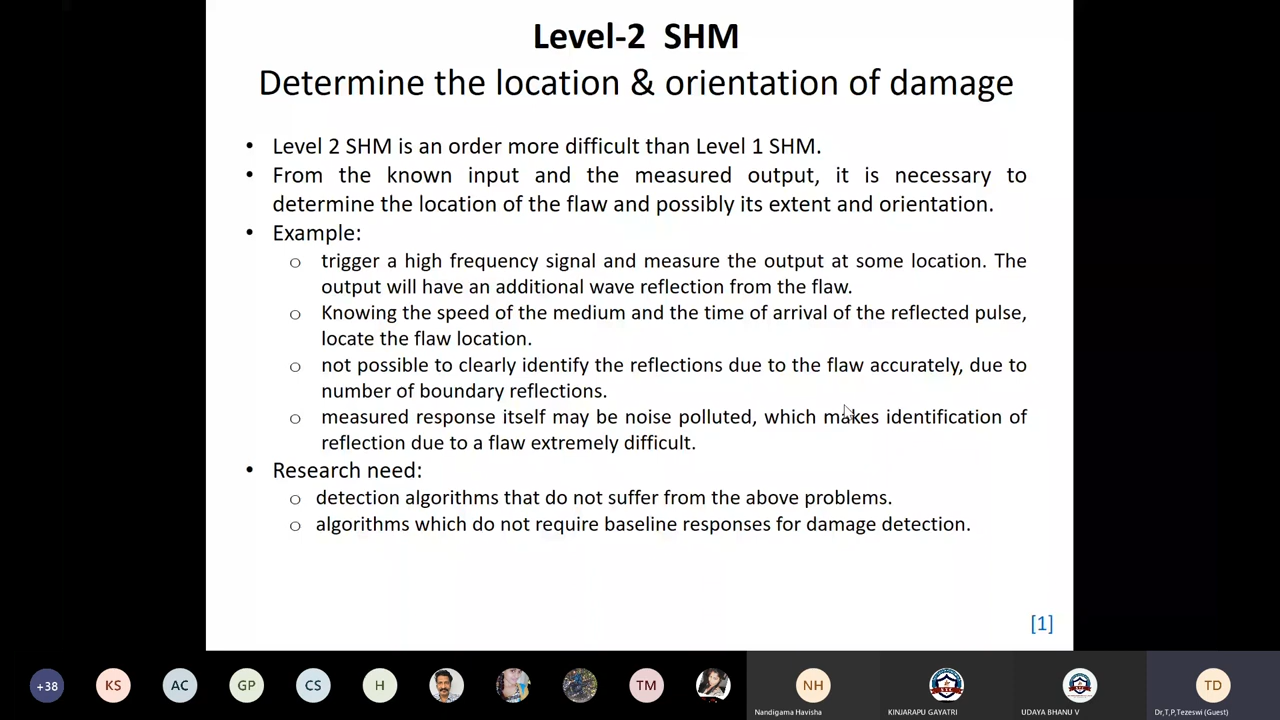 Level-2 SHM
Determine the location & orientation of damage
• Level 2 SHM is an order more difficult than Level 1 SHM.
• From the known input and the measured output, it is necessary to
determine the location of the flaw and possibly its extent and orientation.
• Example:
o trigger a high frequency signal and measure the output at some location. The
output will have an additional wave reflection from the flaw.
o Knowing the speed of the medium and the time of arrival of the reflected pulse,
locate the flaw location.
o not possible to clearly identify the reflections due to the flaw accurately, due to
number of boundary reflections.
o measured response itself may be noise polluted, which makes identification of
reflection due to a flaw extremely difficult.
• Research need:
o detection algorithms that do not suffer from the above problems.
o algorithms which do not require baseline responses for damage detection.
[1]
+38 KS AC GP CS H TM NH TD
Nandigama Havisha KINJARAPU GAYATRI UDAYA BHANU V Dr,T,P,Tezeswi (Guest)